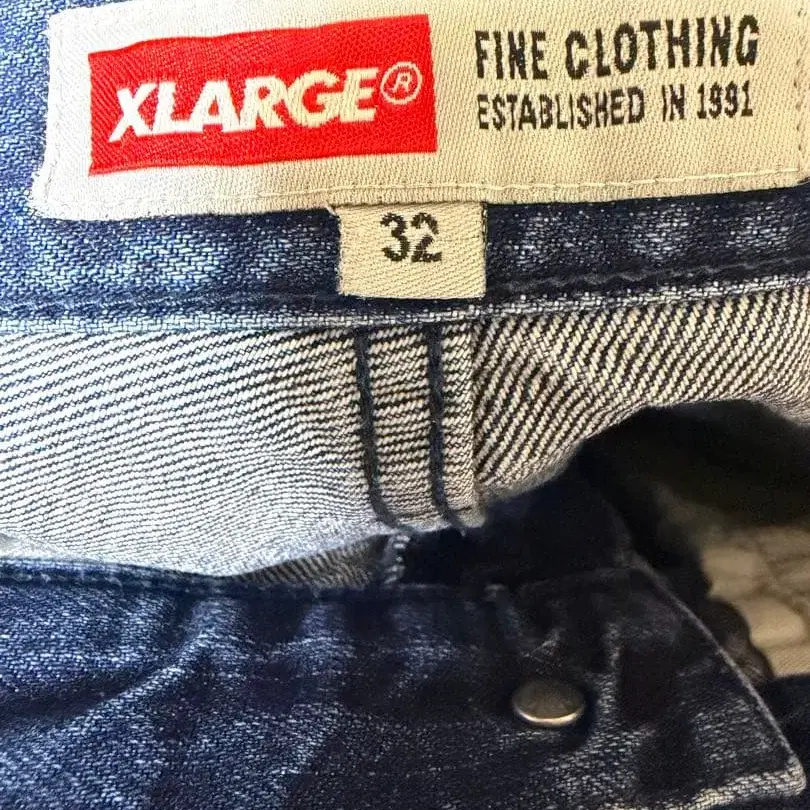 XLARGE®
FINE CLOTHING
ESTABLISHED IN 1991
32